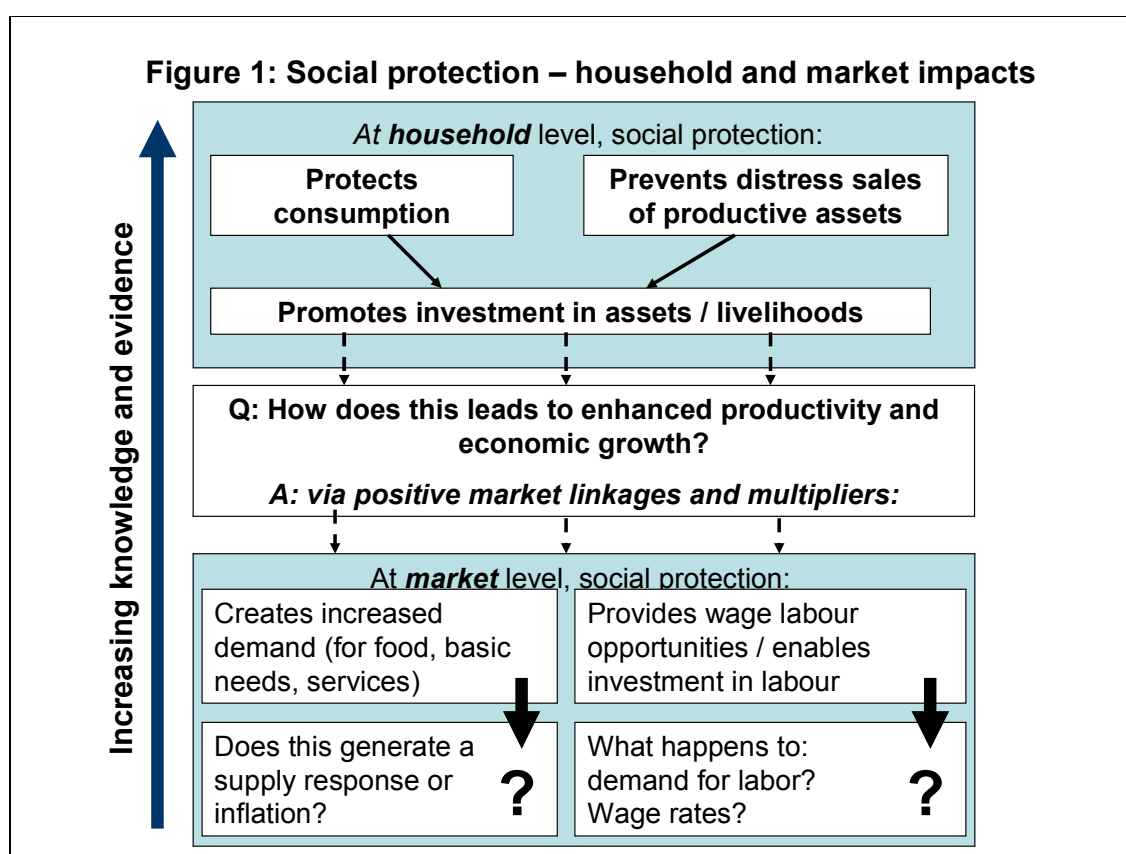 Figure 1: Social protection – household and market impacts
Increasing knowledge and evidence
At household level, social protection:
Protects
consumption
Prevents distress sales
of productive assets
Promotes investment in assets / livelihoods
Q: How does this leads to enhanced productivity and
economic growth?
A: via positive market linkages and multipliers:
At market level, social protection:
Creates increased
demand (for food, basic
needs, services)
Provides wage labour
opportunities / enables
investment in labour
Does this generate a
supply response or
inflation?
?
What happens to:
demand for labor?
Wage rates?
?